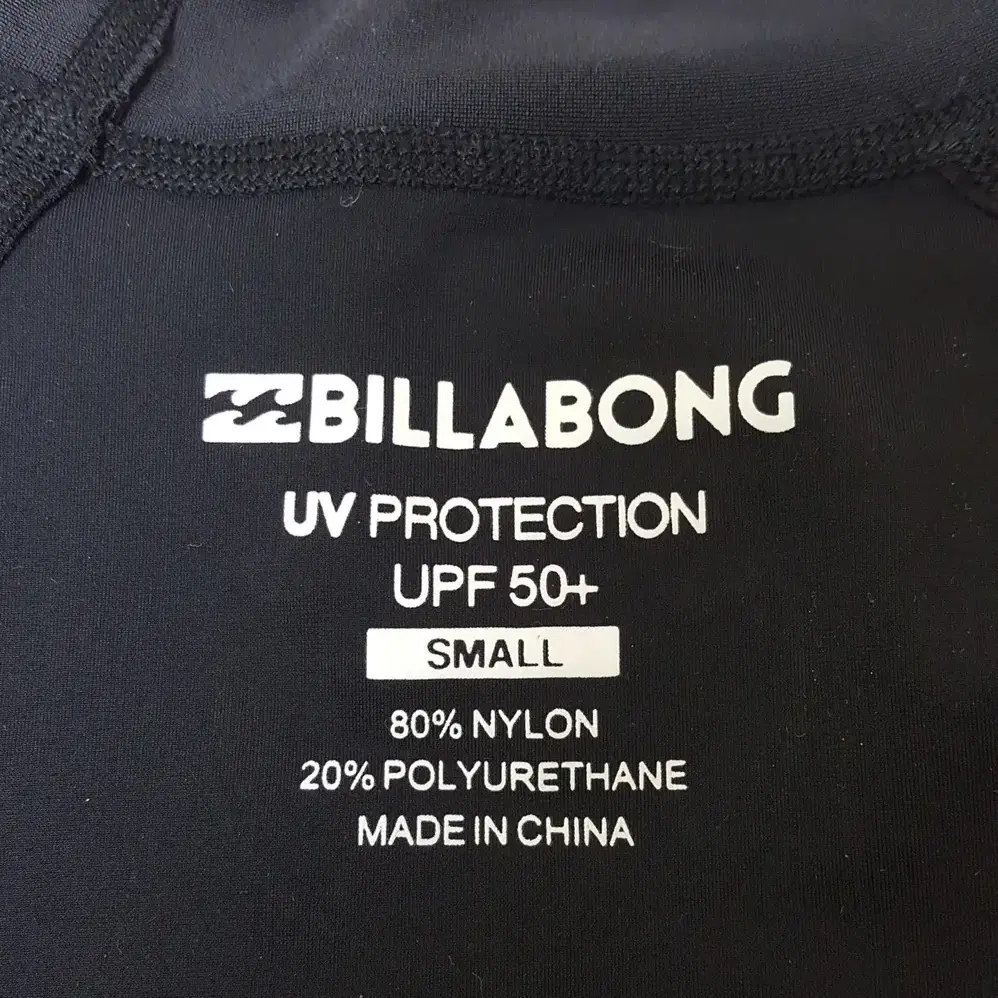 BILLABONG
UV PROTECTION
UPF 50+
SMALL
80% NYLON
20% POLYURETHANE
MADE IN CHINA